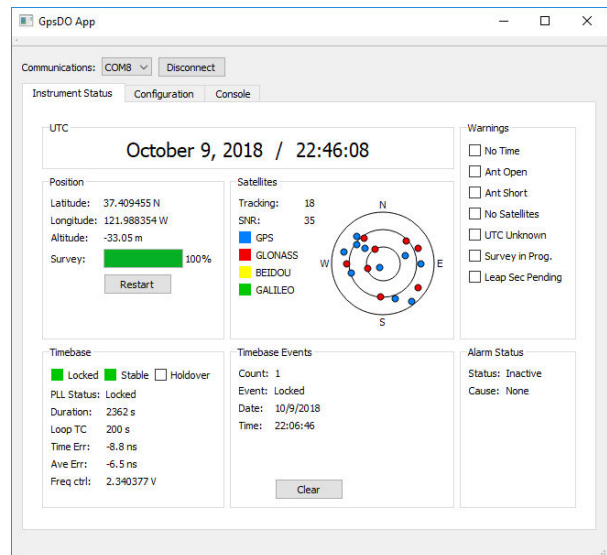 GpsDO App
Communications: COM8 Disconnect
Instrument Status Configuration Console
UTC
October 9, 2018 / 22:46:08
Position
Latitude: 37.409455 N
Longitude: 121.988354 W
Altitude: -33.05 m
Survey: 100%
Restart
Satellites
Tracking: 18
SNR: 35
GPS
GLONASS
BEIDOU
GALILEO
N
W E
S
Warnings
No Time
Ant Open
Ant Short
No Satellites
UTC Unknown
Survey in Prog.
Leap Sec Pending
Timebase
Locked Stable Holdover
PLL Status: Locked
Duration: 2362 s
Loop TC 200 s
Time Err: -8.8 ns
Ave Err: -6.5 ns
Freq ctrl: 2.340377 V
Timebase Events
Count: 1
Event: Locked
Date: 10/9/2018
Time: 22:06:46
Clear
Alarm Status
Status: Inactive
Cause: None